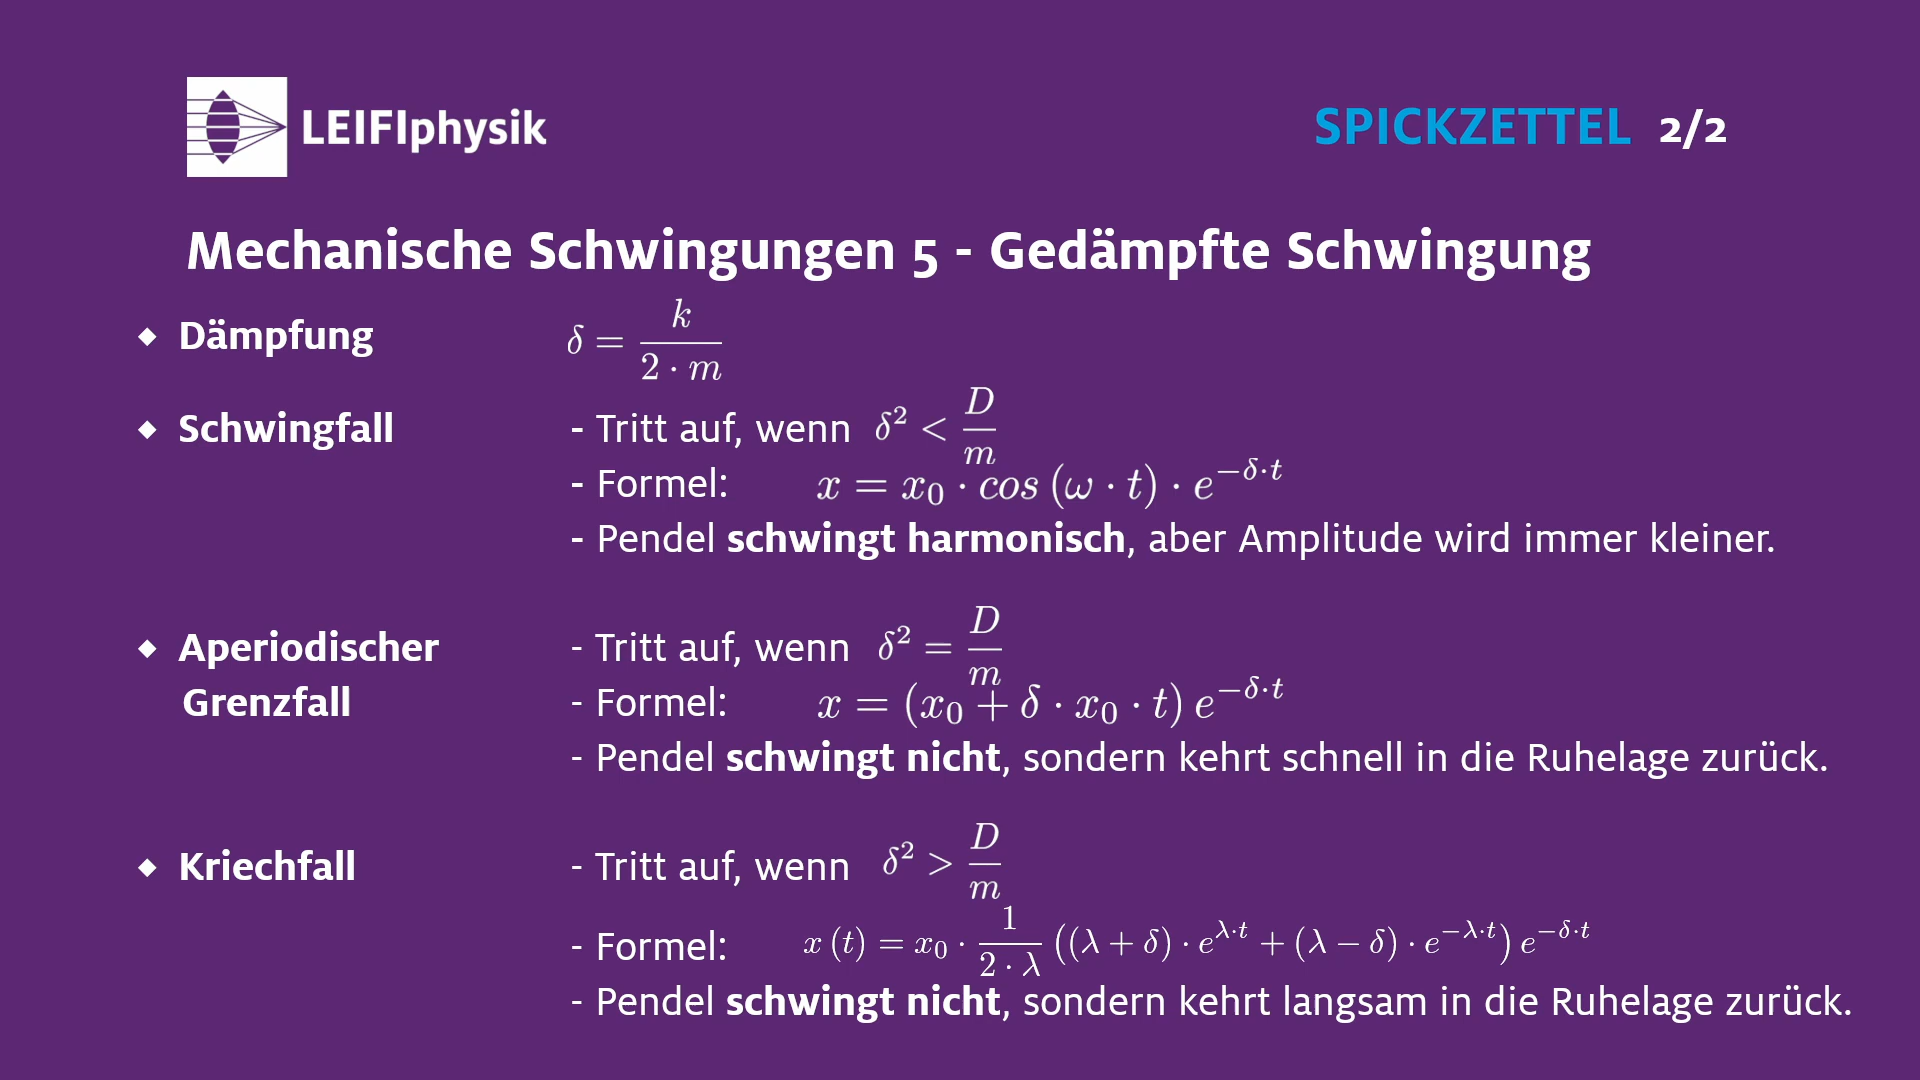 LEIFIphysik
SPICKZETTEL 2/2
Mechanische Schwingungen 5 - Gedämpfte Schwingung
◆ Dämpfung δ = k / (2 · m)
◆ Schwingfall - Tritt auf, wenn δ² < D/m
- Formel: x = x₀ · cos (ω · t) · e^(−δ·t)
- Pendel schwingt harmonisch, aber Amplitude wird immer kleiner.
◆ Aperiodischer - Tritt auf, wenn δ² = D/m
Grenzfall - Formel: x = (x₀ + δ · x₀ · t) e^(−δ·t)
- Pendel schwingt nicht, sondern kehrt schnell in die Ruhelage zurück.
◆ Kriechfall - Tritt auf, wenn δ² > D/m
- Formel: x (t) = x₀ · 1/(2 · λ) ((λ + δ) · e^(λ·t) + (λ − δ) · e^(−λ·t)) e^(−δ·t)
- Pendel schwingt nicht, sondern kehrt langsam in die Ruhelage zurück.